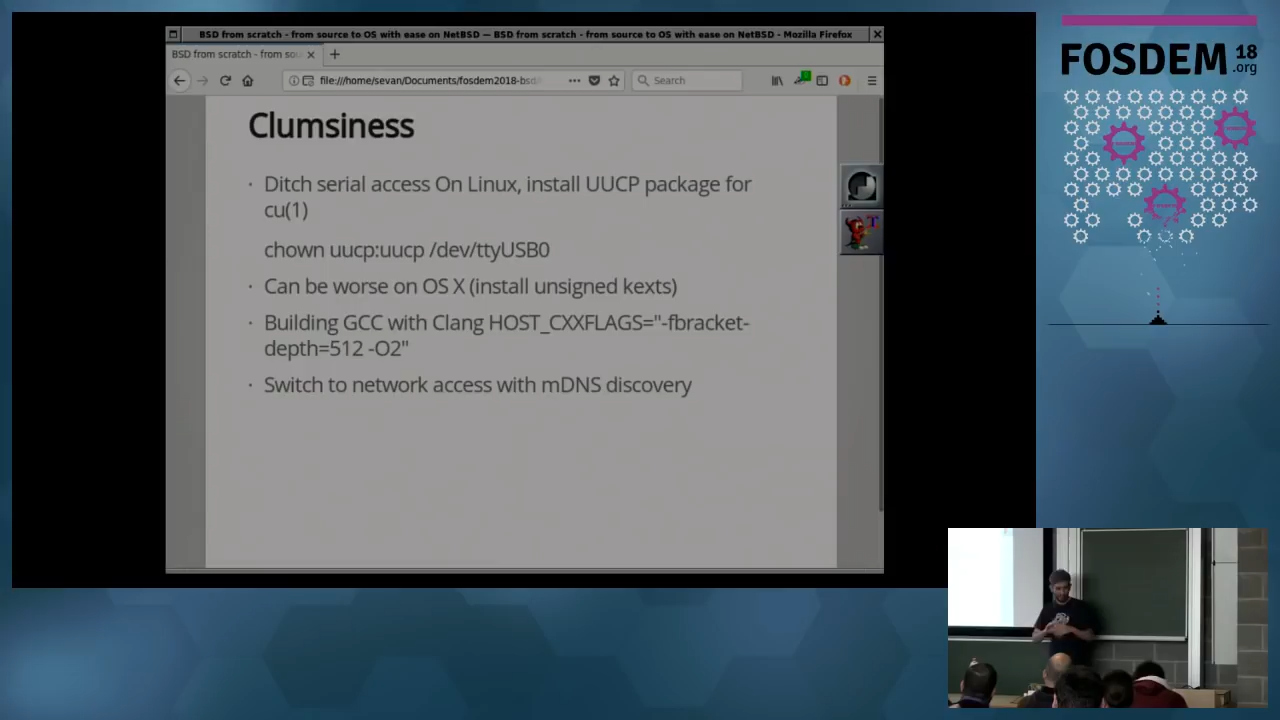 BSD from scratch - from source to OS with ease on NetBSD — BSD from scratch - from source to OS with ease on NetBSD - Mozilla Firefox
BSD from scratch - from sou
file:///home/sevan/Documents/fosdem2018-bsd
Search
Clumsiness
· Ditch serial access On Linux, install UUCP package for
cu(1)
chown uucp:uucp /dev/ttyUSB0
· Can be worse on OS X (install unsigned kexts)
· Building GCC with Clang HOST_CXXFLAGS="-fbracket-
depth=512 -O2"
· Switch to network access with mDNS discovery
FOSDEM 18
.org